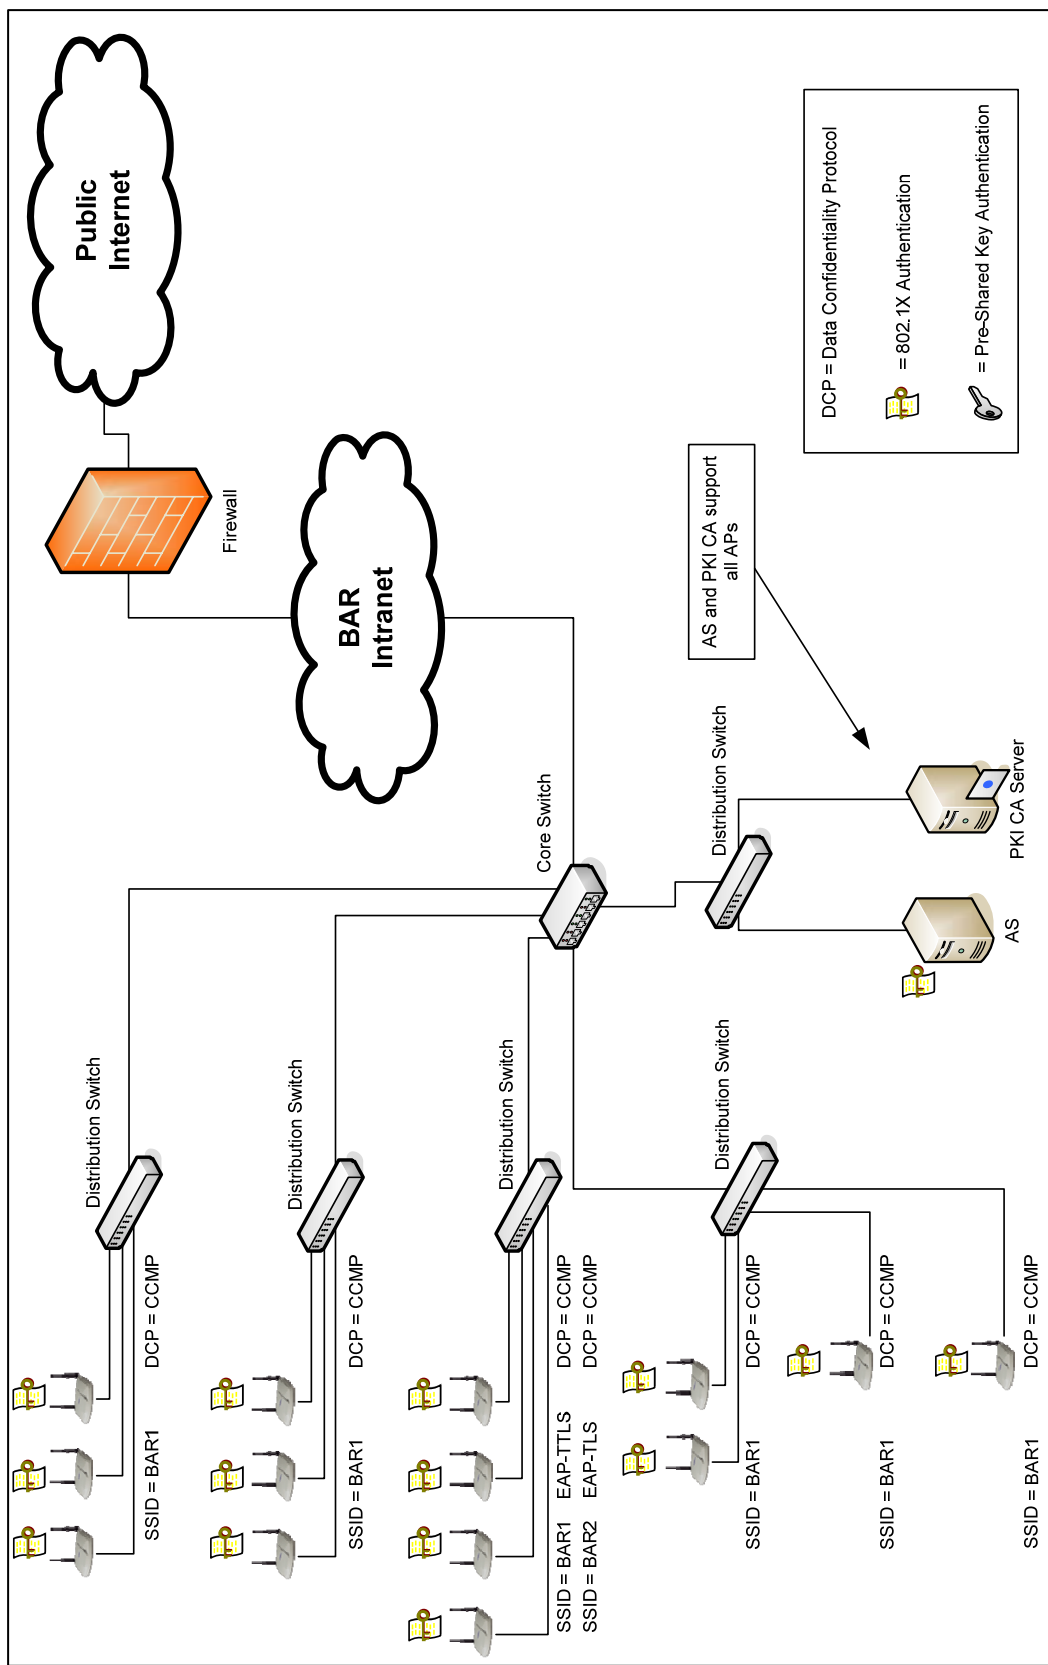 Public
Internet
Firewall
BAR
Intranet
Core Switch
Distribution Switch
DCP = CCMP
SSID = BAR1
Distribution Switch
DCP = CCMP
SSID = BAR1
Distribution Switch
SSID = BAR1 EAP-TTLS DCP = CCMP
SSID = BAR2 EAP-TLS DCP = CCMP
Distribution Switch
SSID = BAR1 DCP = CCMP
SSID = BAR1 DCP = CCMP
SSID = BAR1 DCP = CCMP
Distribution Switch
AS
PKI CA Server
AS and PKI CA support
all APs
DCP = Data Confidentiality Protocol
= 802.1X Authentication
= Pre-Shared Key Authentication